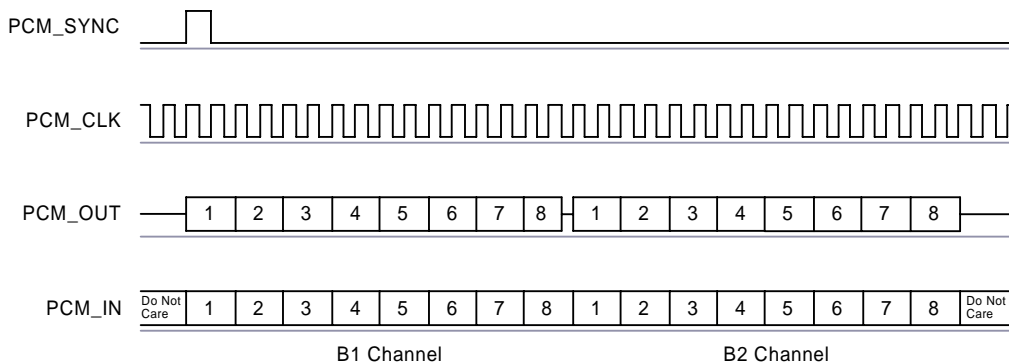 PCM_SYNC
PCM_CLK
PCM_OUT 1 2 3 4 5 6 7 8 1 2 3 4 5 6 7 8
PCM_IN Do Not Care 1 2 3 4 5 6 7 8 1 2 3 4 5 6 7 8 Do Not Care
B1 Channel B2 Channel